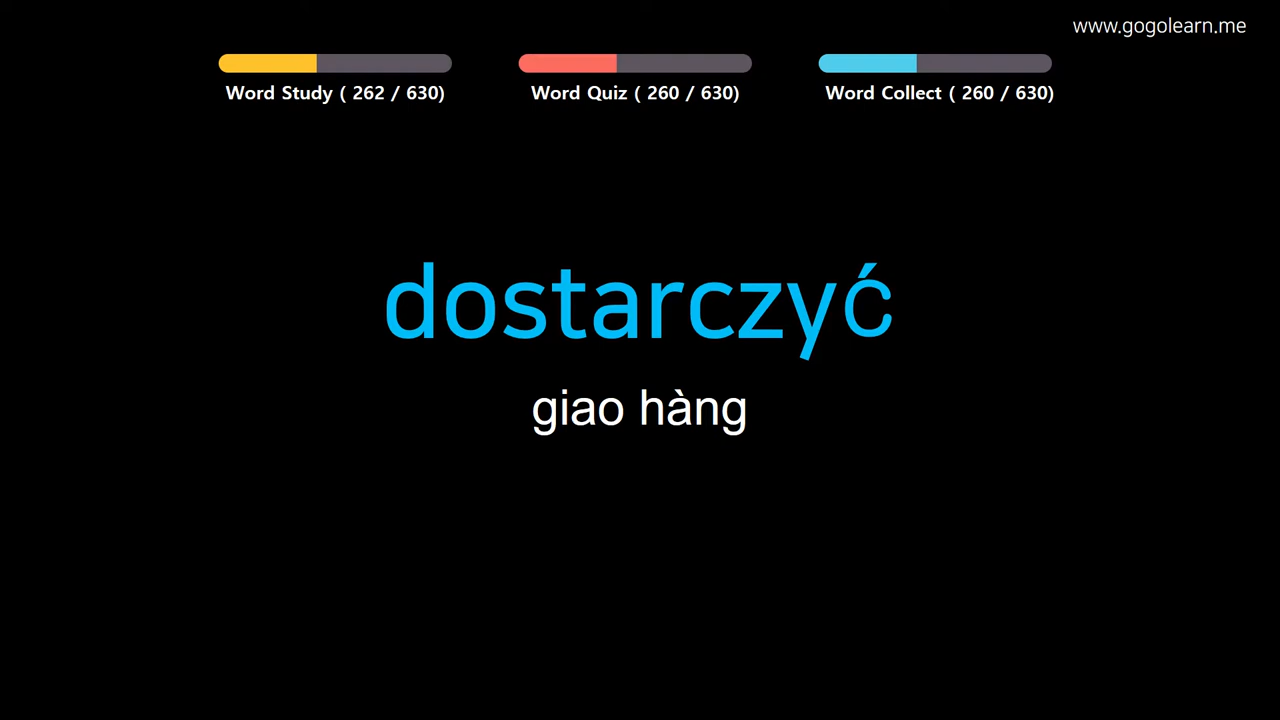 www.gogolearn.me
Word Study ( 262 / 630)
Word Quiz ( 260 / 630)
Word Collect ( 260 / 630)
dostarczyć
giao hàng